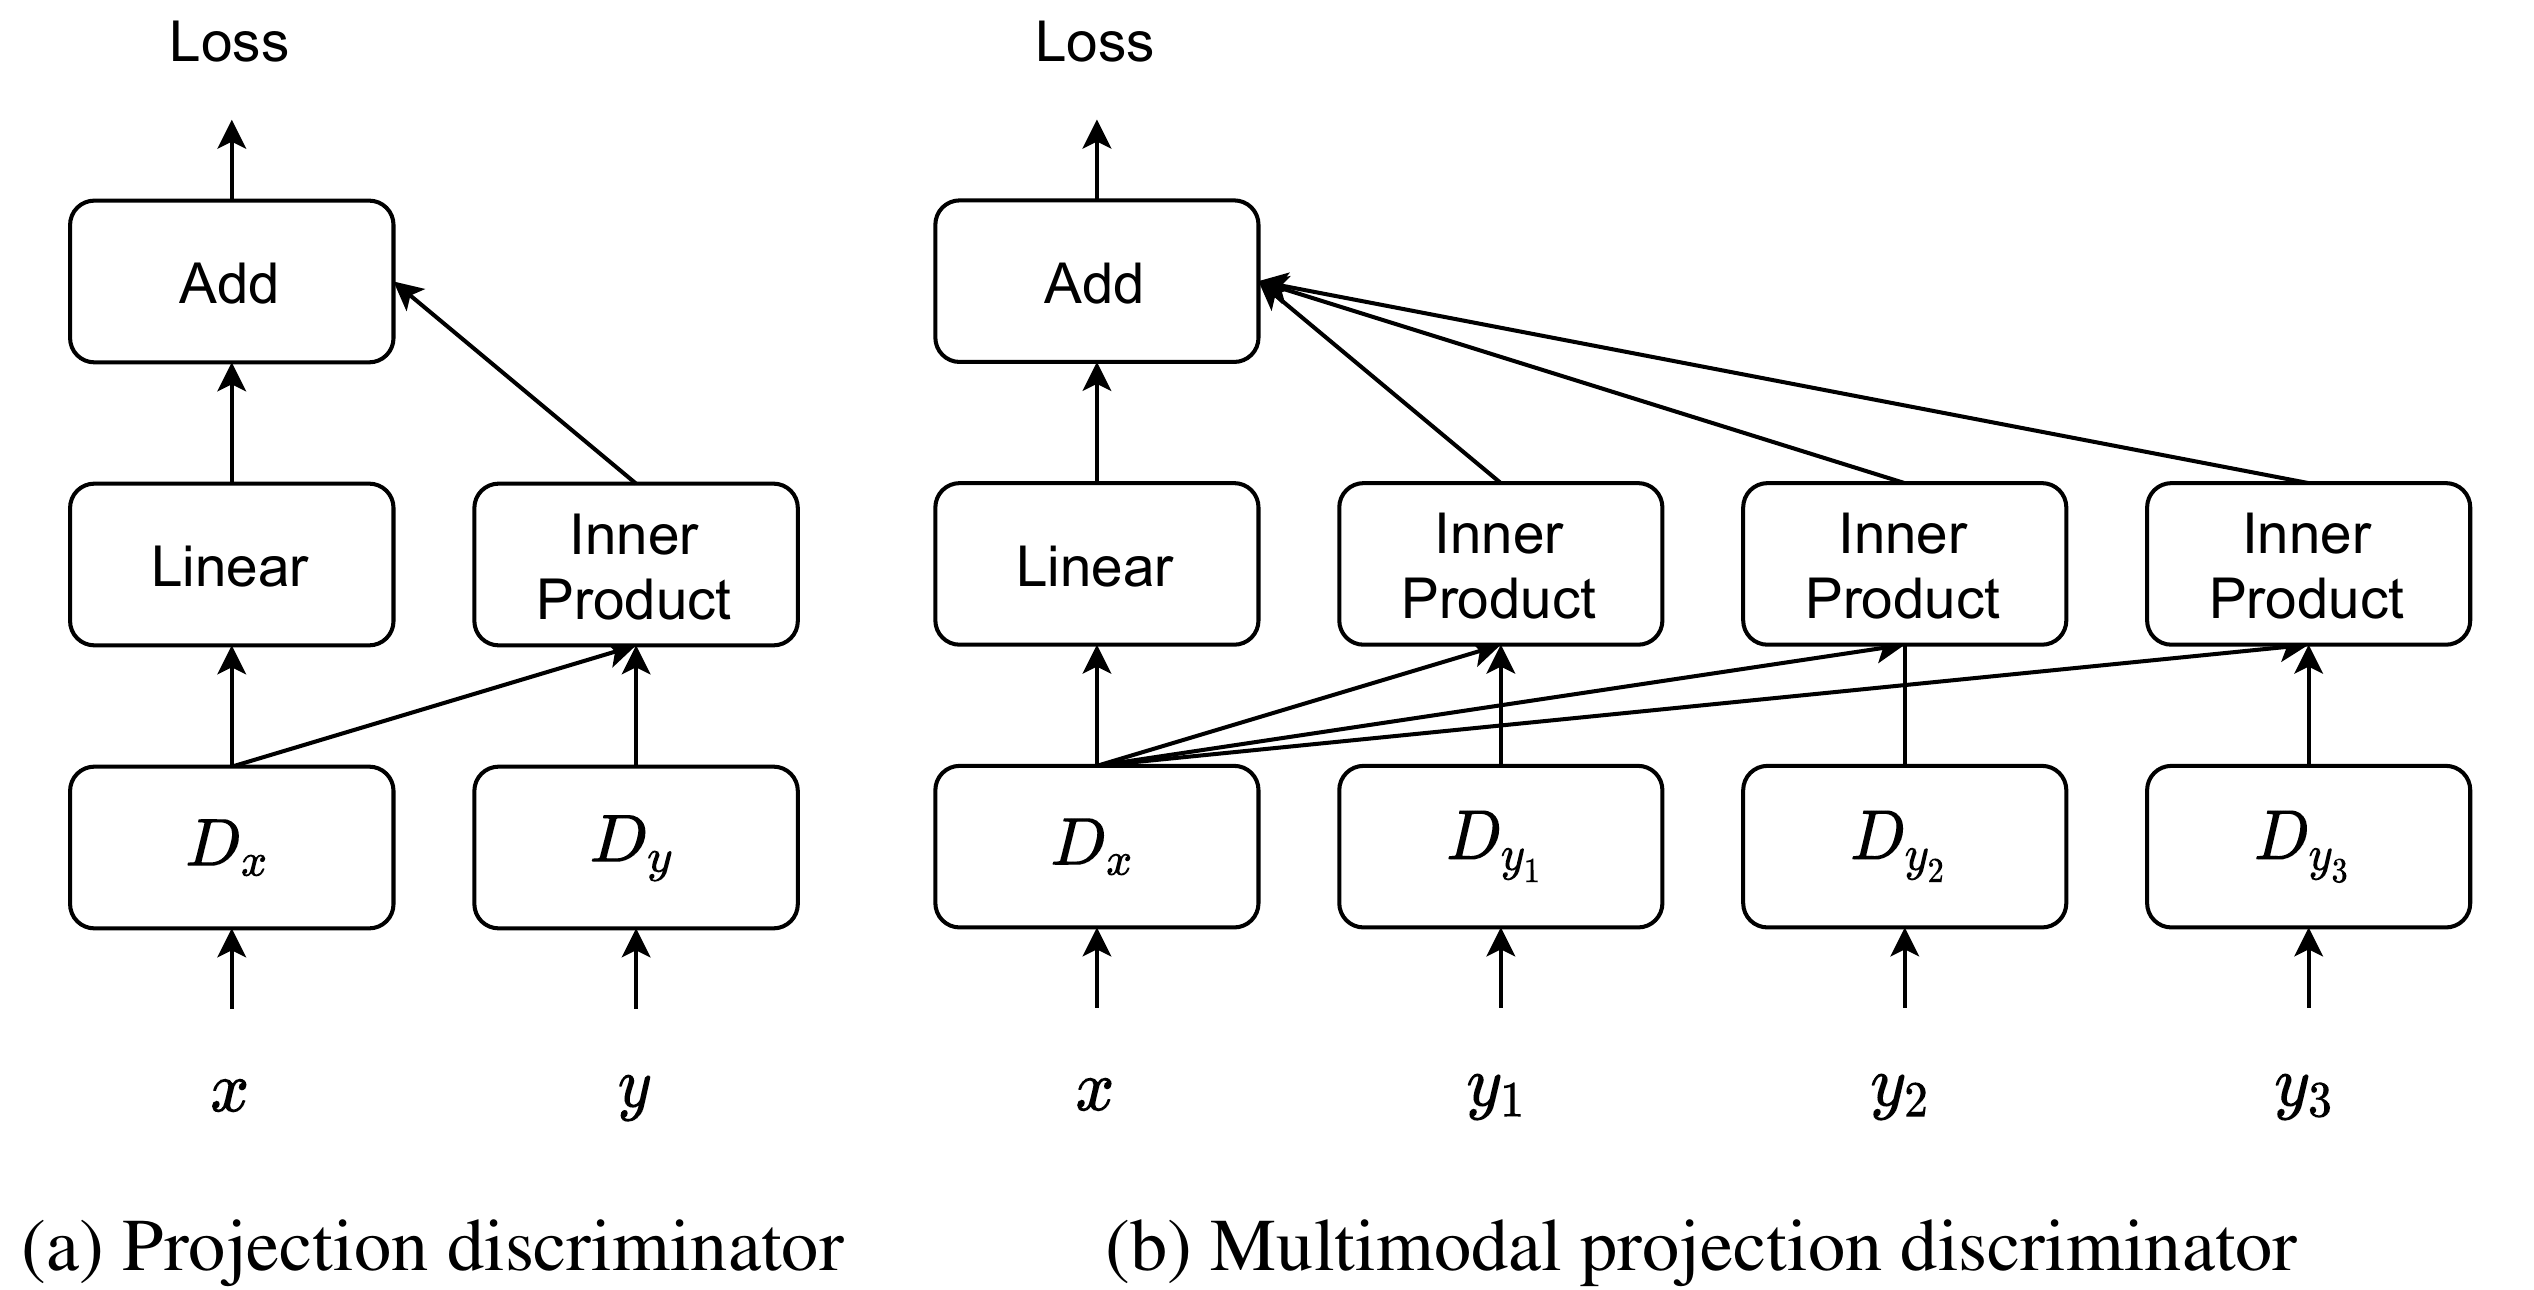 Loss
Add
Linear
Inner
Product
D_x
D_y
x
y
(a) Projection discriminator
Loss
Add
Linear
Inner
Product
Inner
Product
Inner
Product
D_x
D_{y_1}
D_{y_2}
D_{y_3}
x
y_1
y_2
y_3
(b) Multimodal projection discriminator